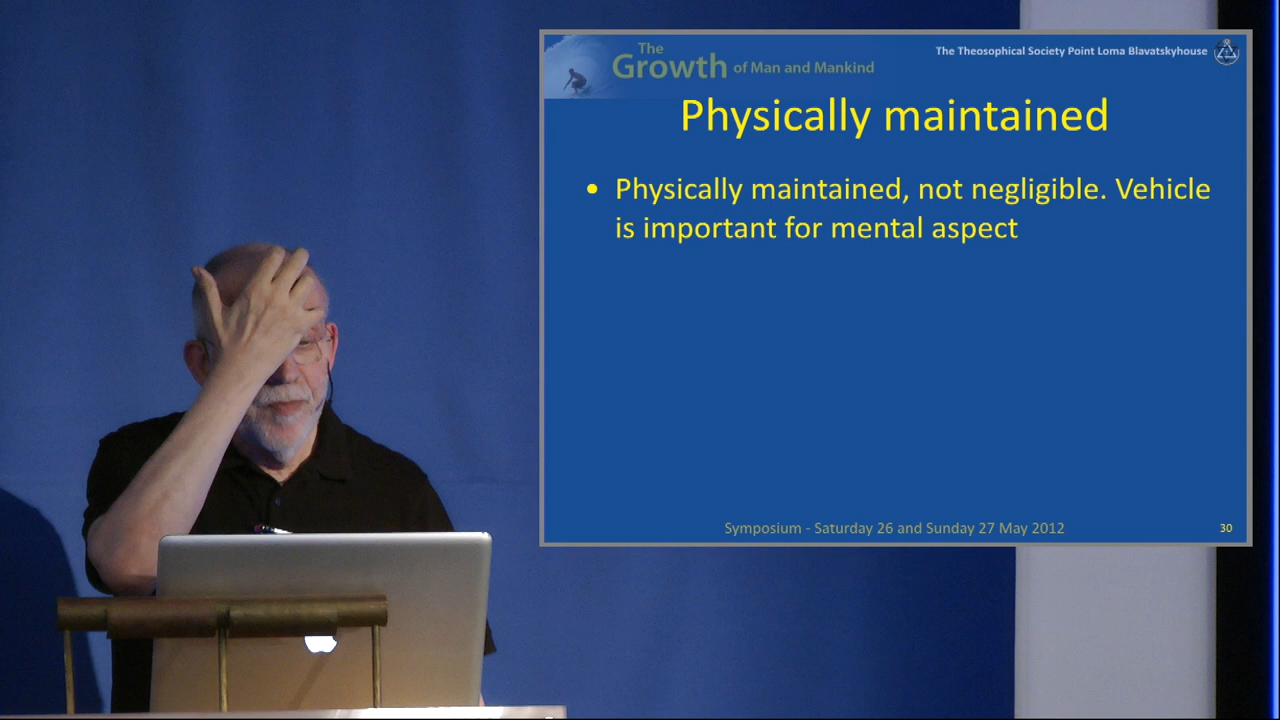 The
Growth of Man and Mankind
The Theosophical Society Point Loma Blavatskyhouse
Physically maintained
• Physically maintained, not negligible. Vehicle
is important for mental aspect
Symposium - Saturday 26 and Sunday 27 May 2012
30